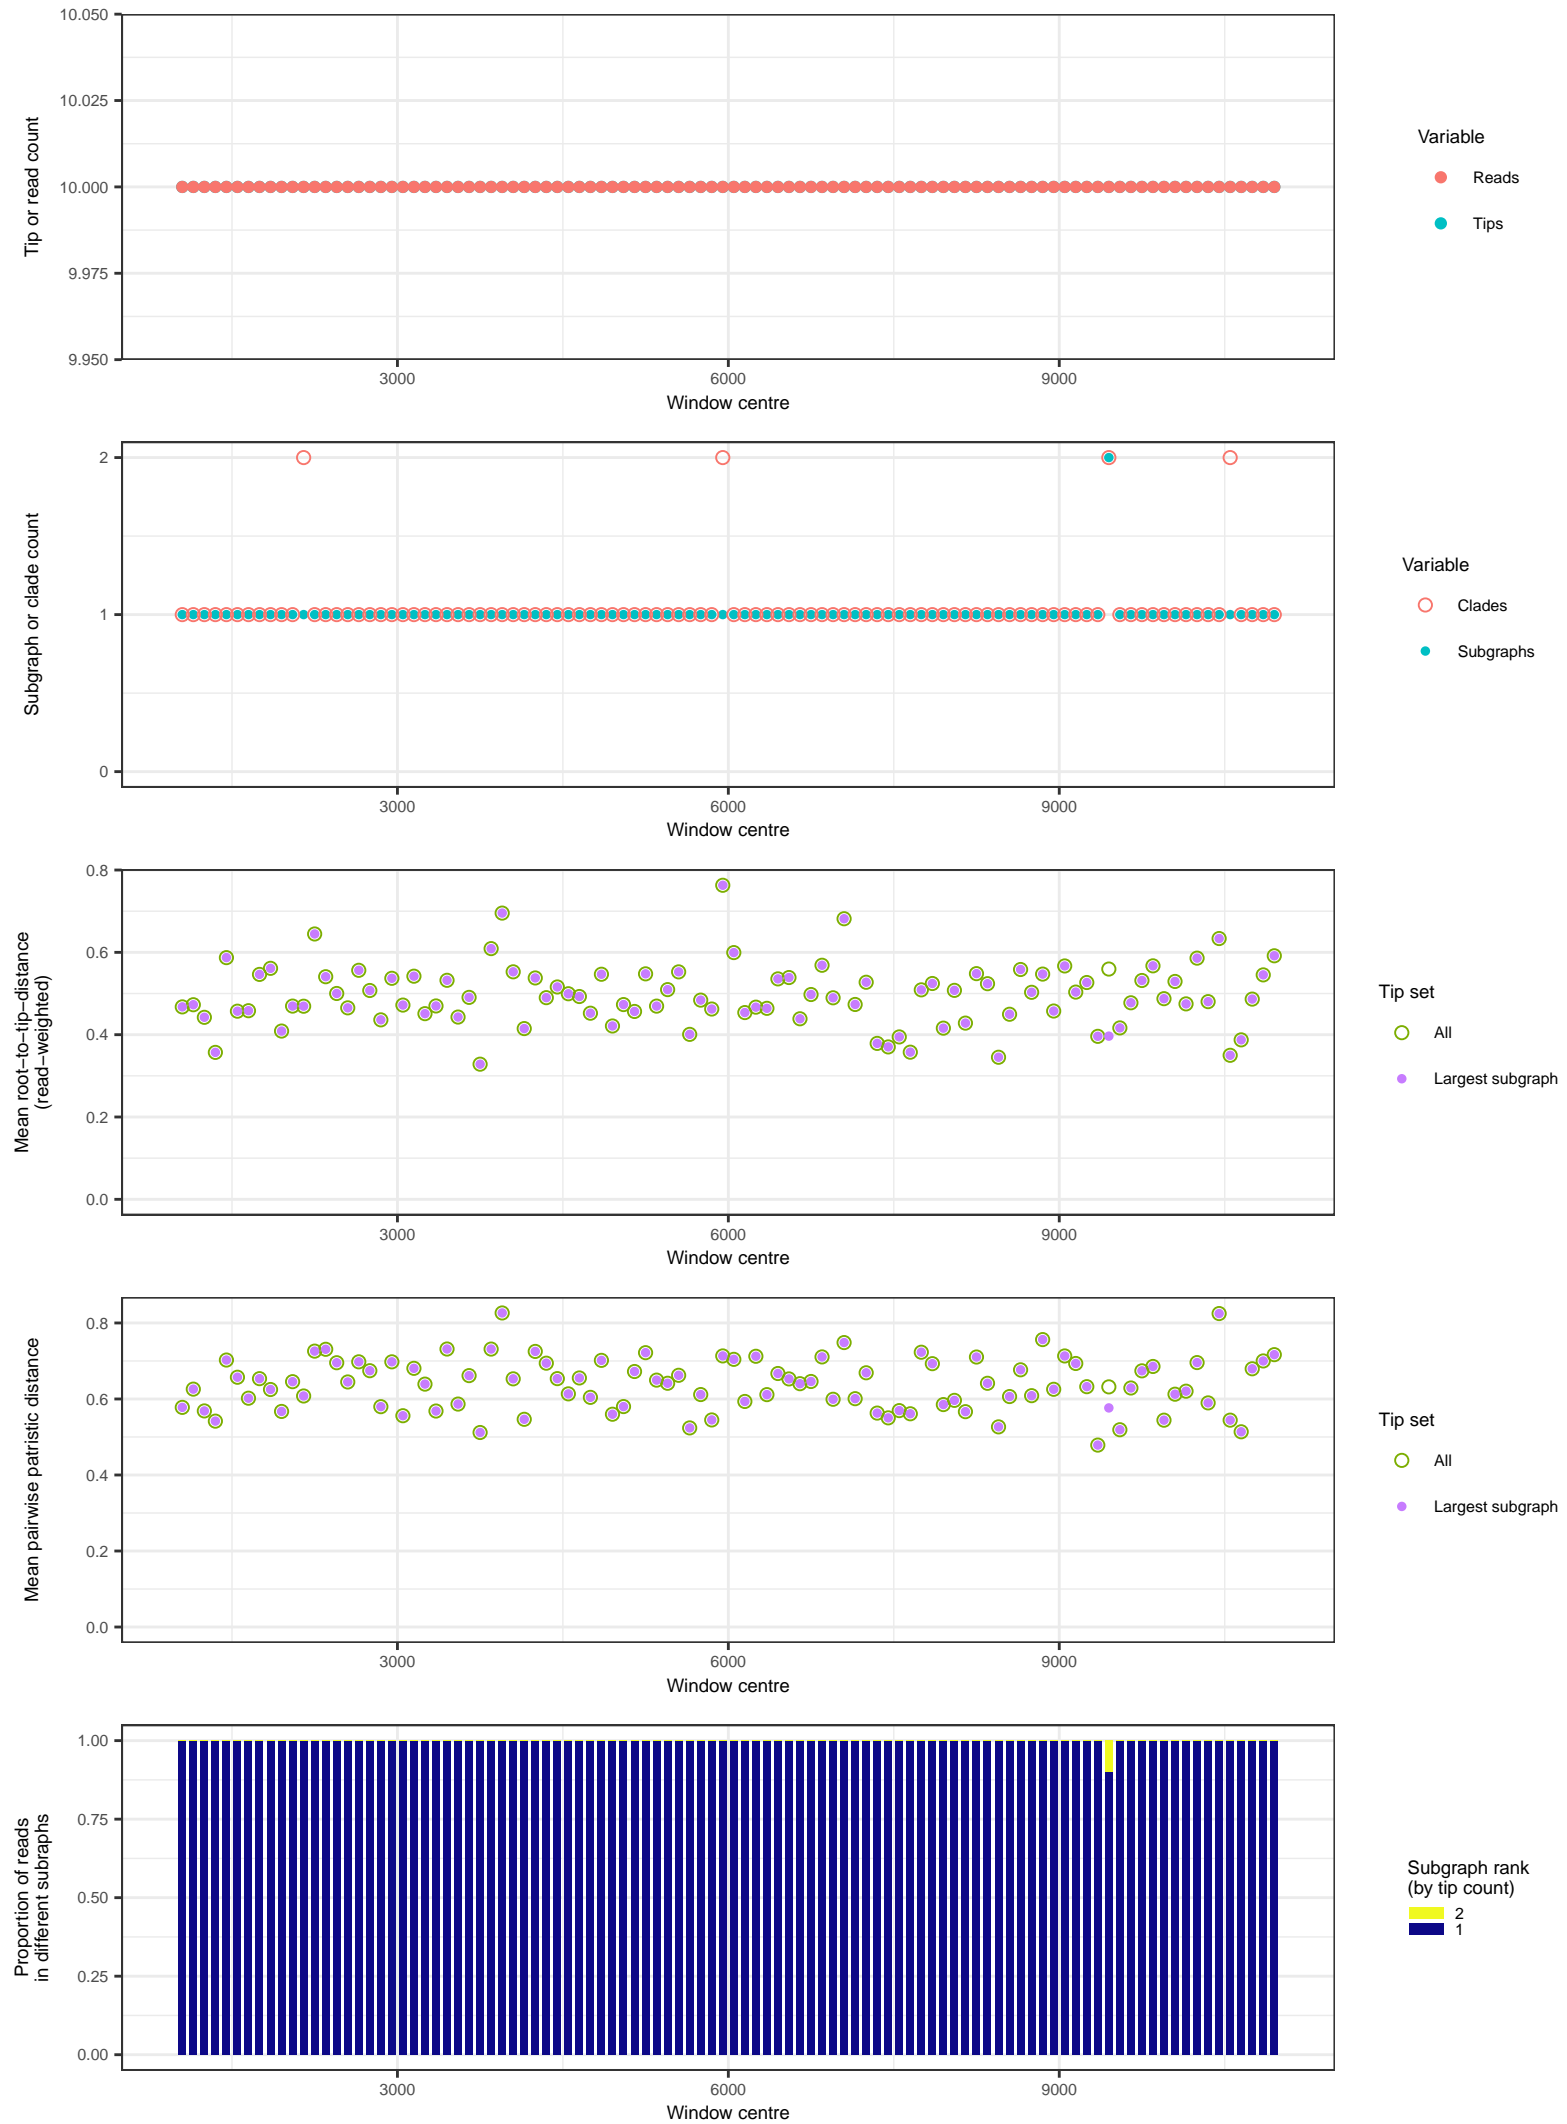 10.050
10.025
10.000
9.975
9.950
Tip or read count
3000
6000
9000
Window centre
Variable
Reads
Tips
2
1
0
Subgraph or clade count
3000
6000
9000
Window centre
Variable
Clades
Subgraphs
0.8
0.6
0.4
0.2
0.0
Mean root−to−tip−distance
(read−weighted)
3000
6000
9000
Window centre
Tip set
All
Largest subgraph
0.8
0.6
0.4
0.2
0.0
Mean pairwise patristic distance
3000
6000
9000
Window centre
Tip set
All
Largest subgraph
1.00
0.75
0.50
0.25
0.00
Proportion of reads
in different subraphs
3000
6000
9000
Window centre
Subgraph rank
(by tip count)
2
1